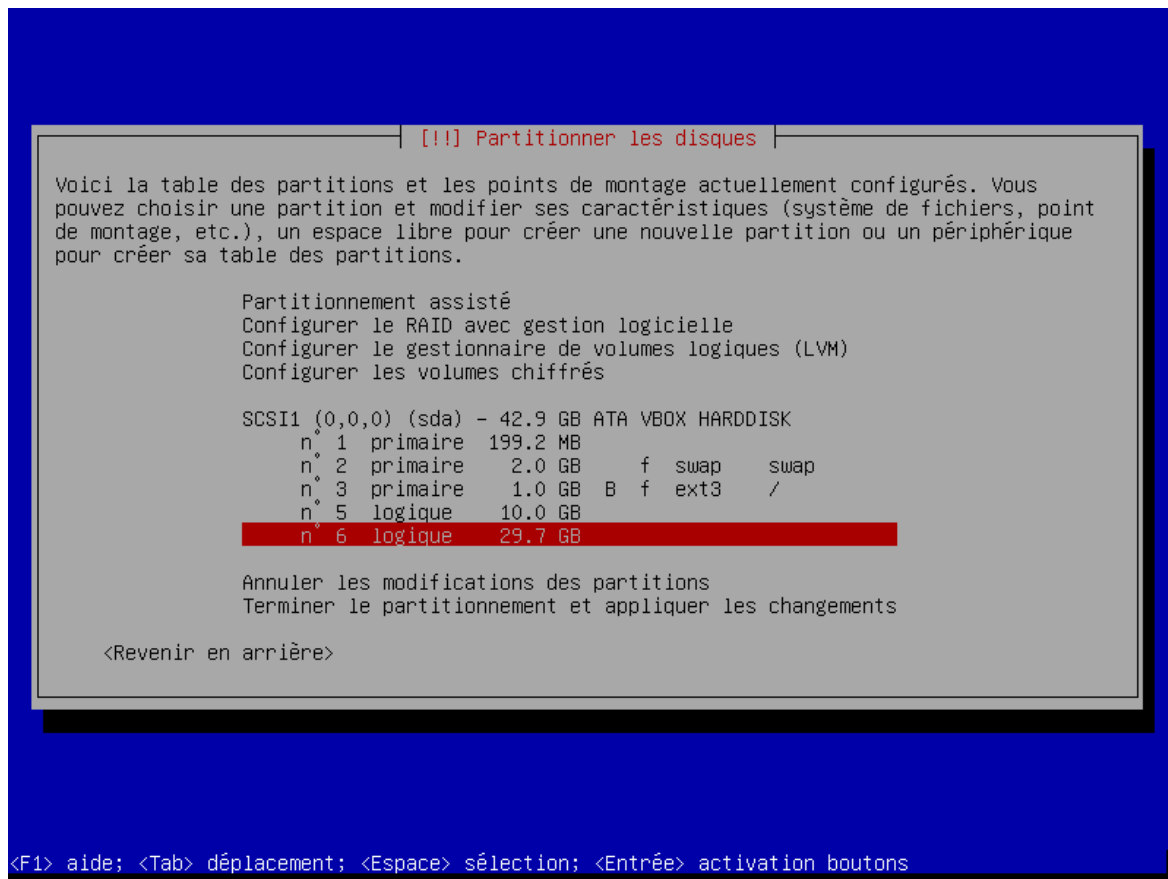 [!!] Partitionner les disques
Voici la table des partitions et les points de montage actuellement configurés. Vous
pouvez choisir une partition et modifier ses caractéristiques (système de fichiers, point
de montage, etc.), un espace libre pour créer une nouvelle partition ou un périphérique
pour créer sa table des partitions.
Partitionnement assisté
Configurer le RAID avec gestion logicielle
Configurer le gestionnaire de volumes logiques (LVM)
Configurer les volumes chiffrés
SCSI1 (0,0,0) (sda) - 42.9 GB ATA VBOX HARDDISK
n° 1 primaire 199.2 MB
n° 2 primaire 2.0 GB f swap swap
n° 3 primaire 1.0 GB B f ext3 /
n° 5 logique 10.0 GB
n° 6 logique 29.7 GB
Annuler les modifications des partitions
Terminer le partitionnement et appliquer les changements
<Revenir en arrière>
<F1> aide; <Tab> déplacement; <Espace> sélection; <Entrée> activation boutons